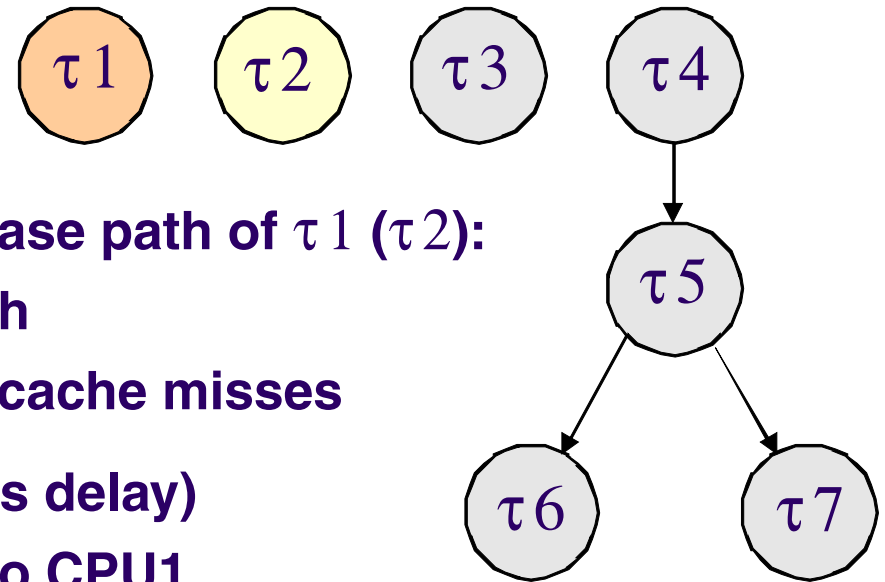 τ1 τ2 τ3 τ4
ase path of τ1 (τ2):
h
τ5
cache misses
s delay)
τ6 τ7
o CPU1